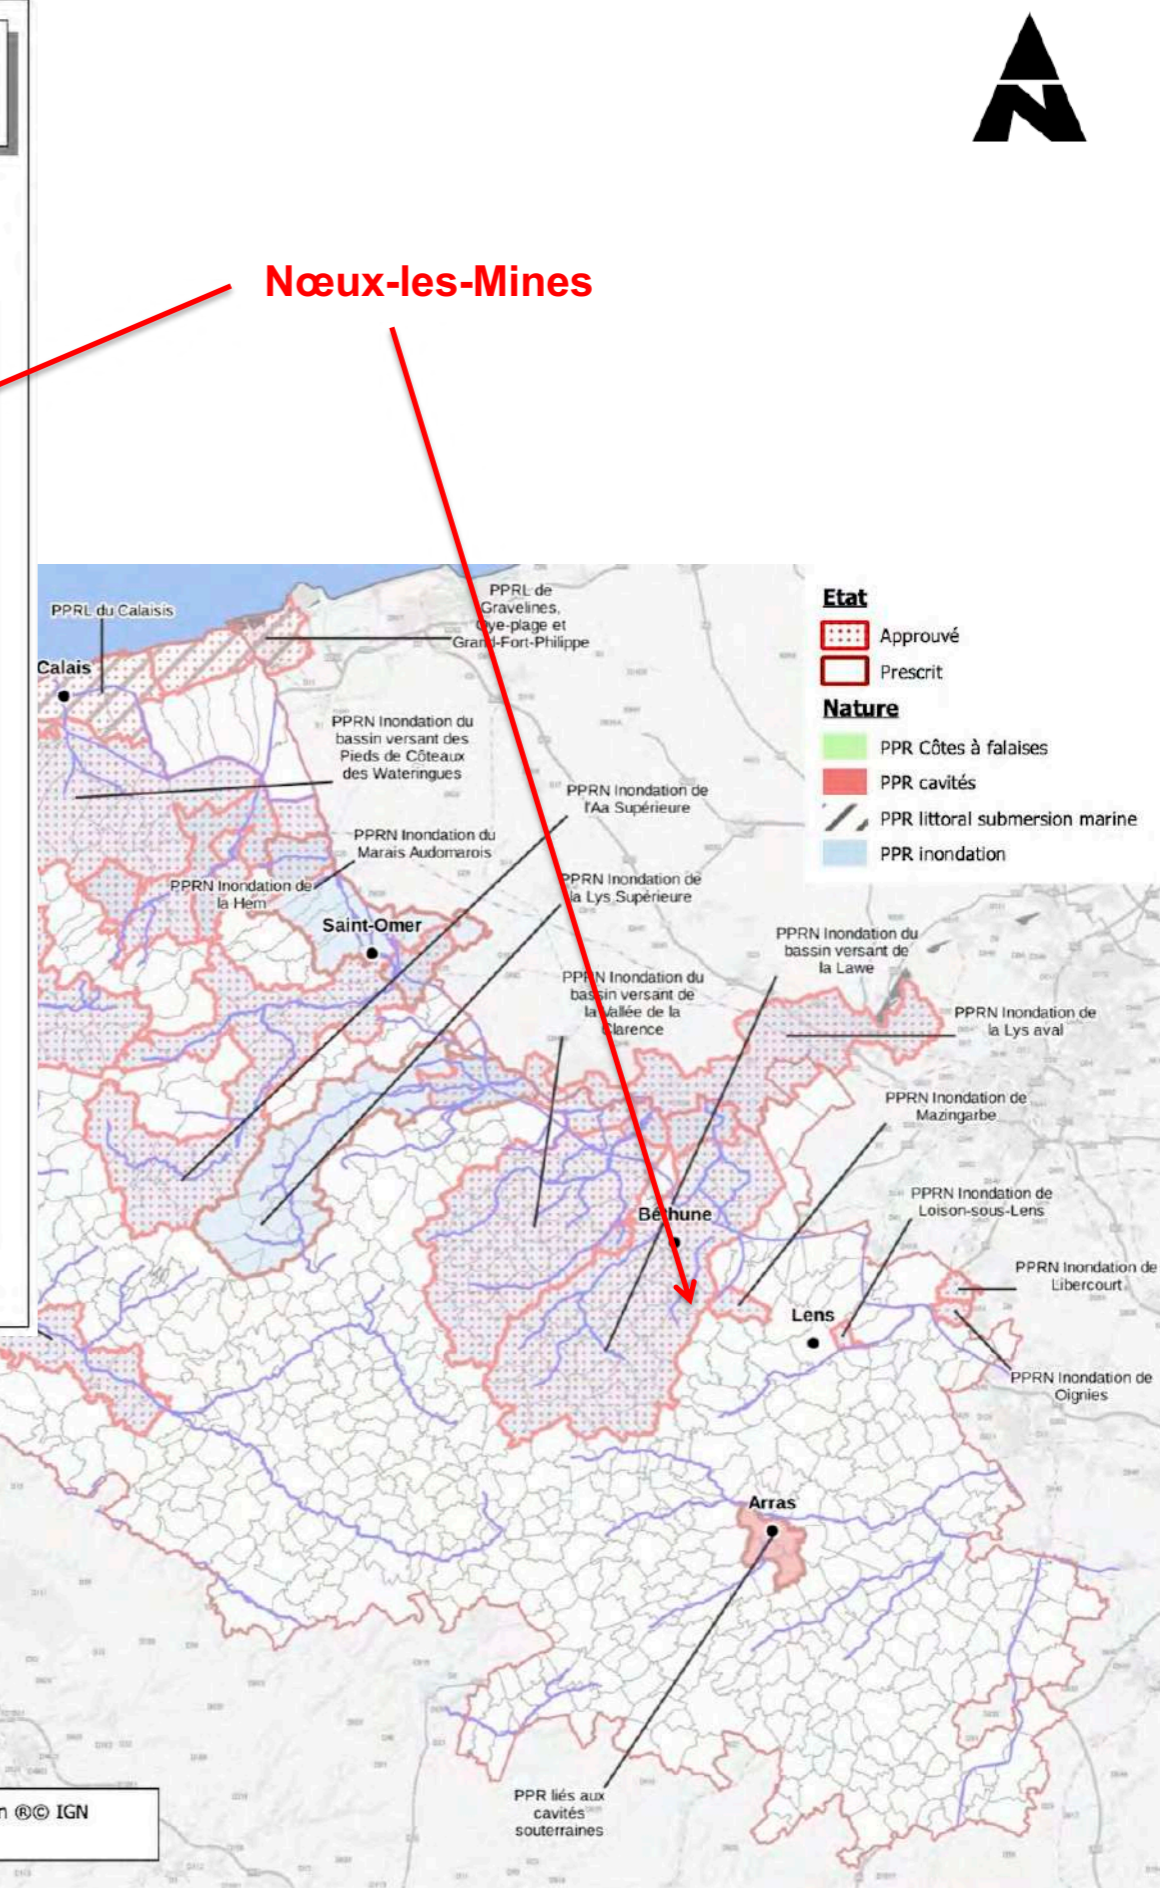 N
Nœux-les-Mines
PPRL du Calaisis
PPRL de
Gravelines,
Oye-plage et
Grand-Fort-Philippe
Calais
Etat
Approuvé
Prescrit
Nature
PPR Côtes à falaises
PPR cavités
PPR littoral submersion marine
PPR inondation
PPRN Inondation du
bassin versant des
Pieds de Côteaux
des Wateringues
PPRN Inondation de
l'Aa Supérieure
PPRN Inondation du
Marais Audomarois
PPRN Inondation de
la Hem
PPRN Inondation de
la Lys Supérieure
Saint-Omer
PPRN Inondation du
bassin versant de
la Lawe
PPRN Inondation du
bassin versant de
la Vallée de la
Clarence
PPRN Inondation de
la Lys aval
PPRN Inondation de
Mazingarbe
PPRN Inondation de
Loison-sous-Lens
Béthune
PPRN Inondation de
Libercourt
Lens
PPRN Inondation de
Oignies
Arras
PPR liés aux
cavités
souterraines
n ®© IGN